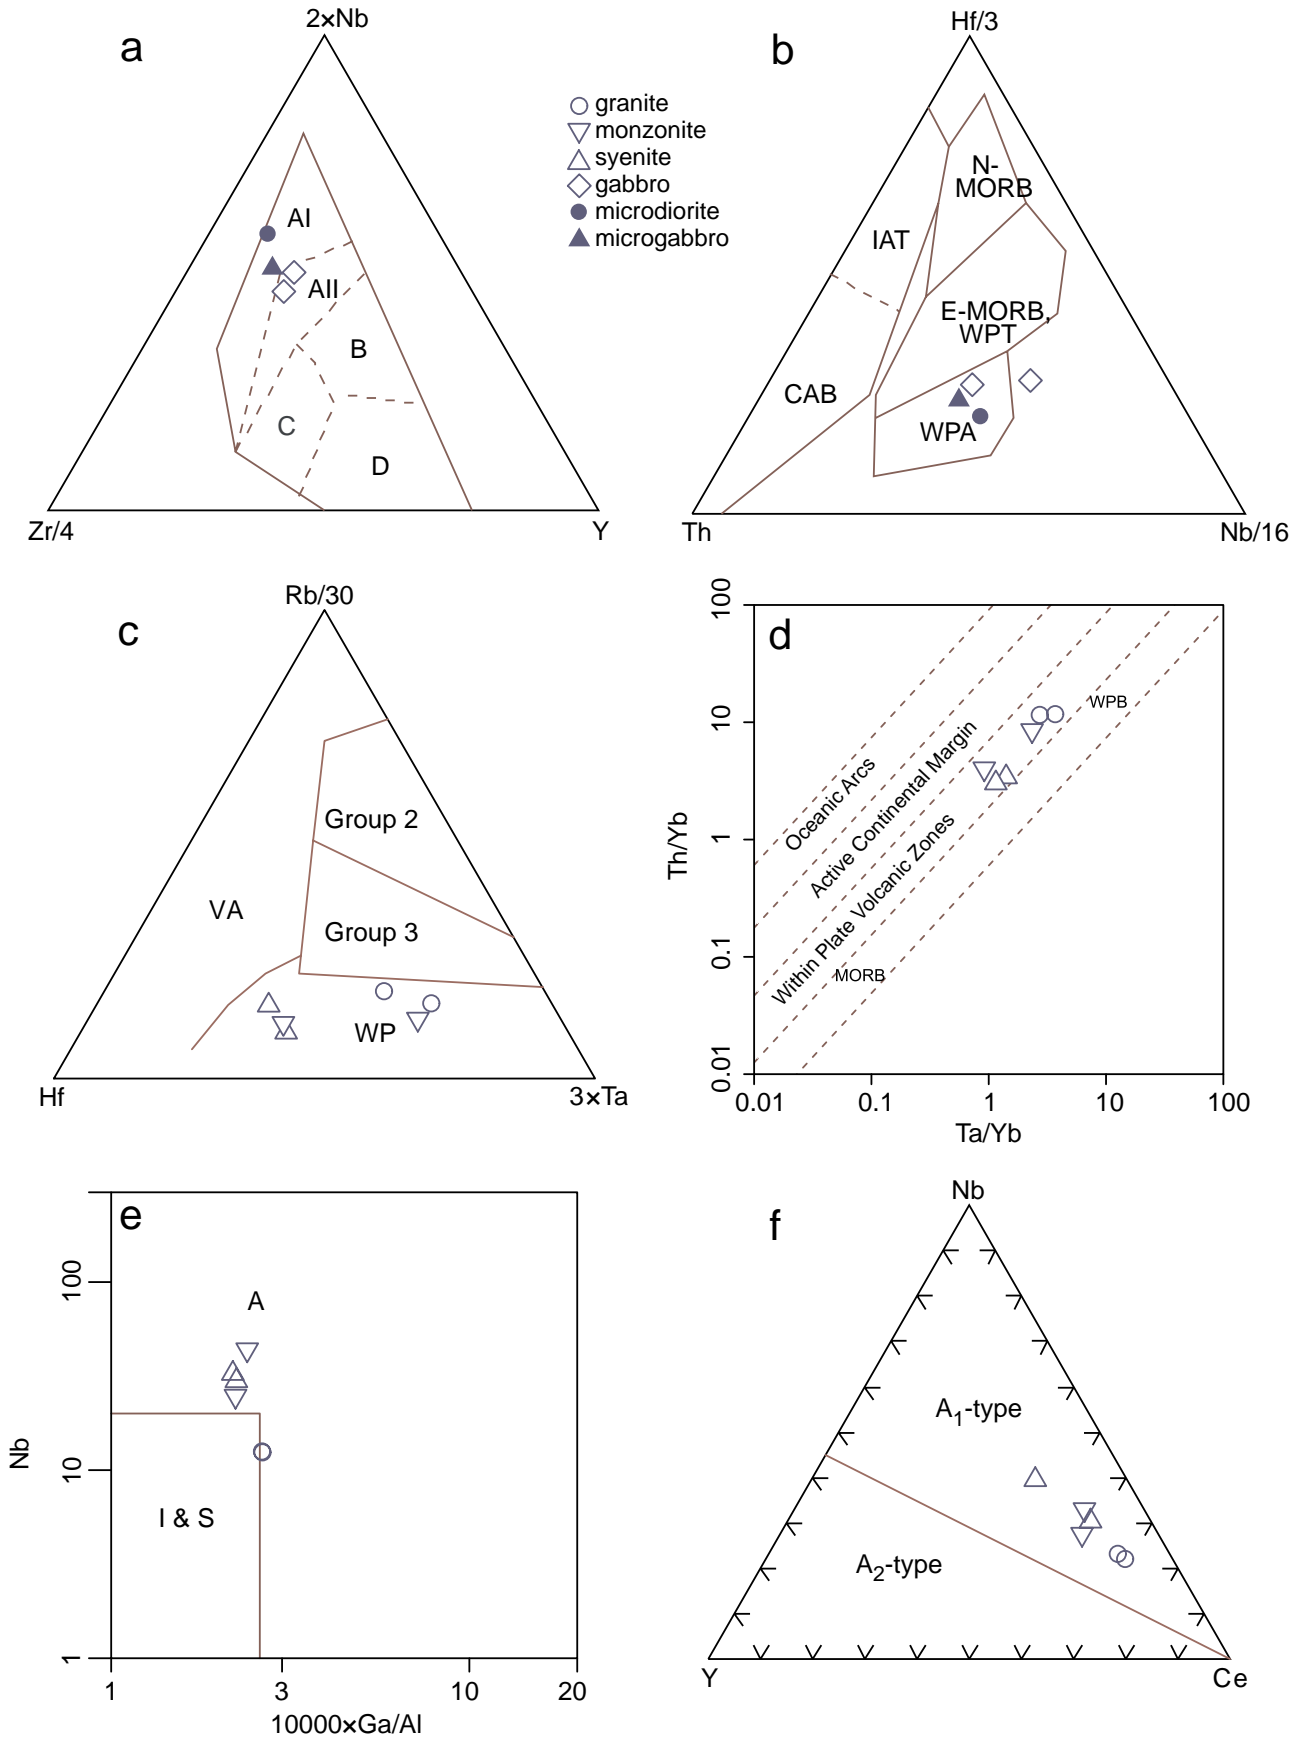 a
2×Nb
AI
AII
B
C
D
Zr/4
Y
granite
monzonite
syenite
gabbro
microdiorite
microgabbro
b
Hf/3
N-
MORB
IAT
E-MORB,
WPT
CAB
WPA
Th
Nb/16
c
Rb/30
Group 2
VA
Group 3
WP
Hf
3×Ta
d
100
10
1
0.1
0.01
Th/Yb
Oceanic Arcs
Active Continental Margin
Within Plate Volcanic Zones
WPB
MORB
0.01
0.1
1
10
100
Ta/Yb
e
100
10
1
Nb
A
I & S
1
3
10
20
10000×Ga/Al
f
Nb
A1-type
A2-type
Y
Ce